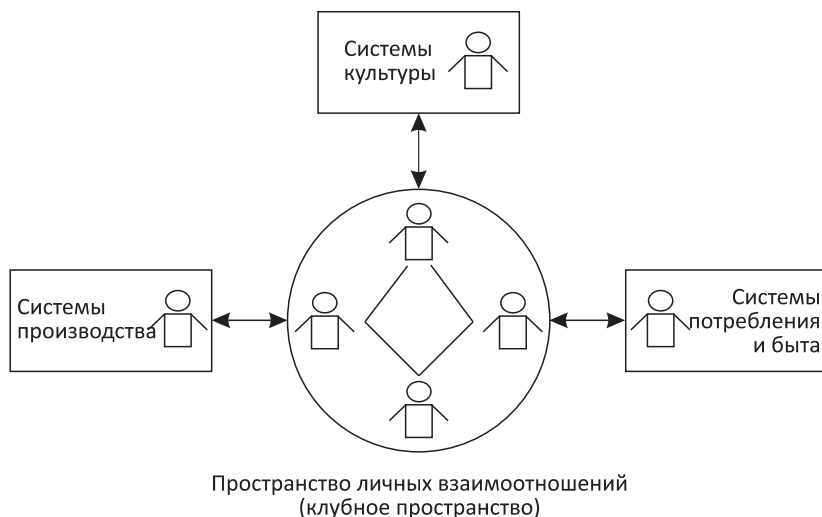 Системы
культуры
Системы
производства
Системы
потребления
и быта
Пространство личных взаимоотношений
(клубное пространство)